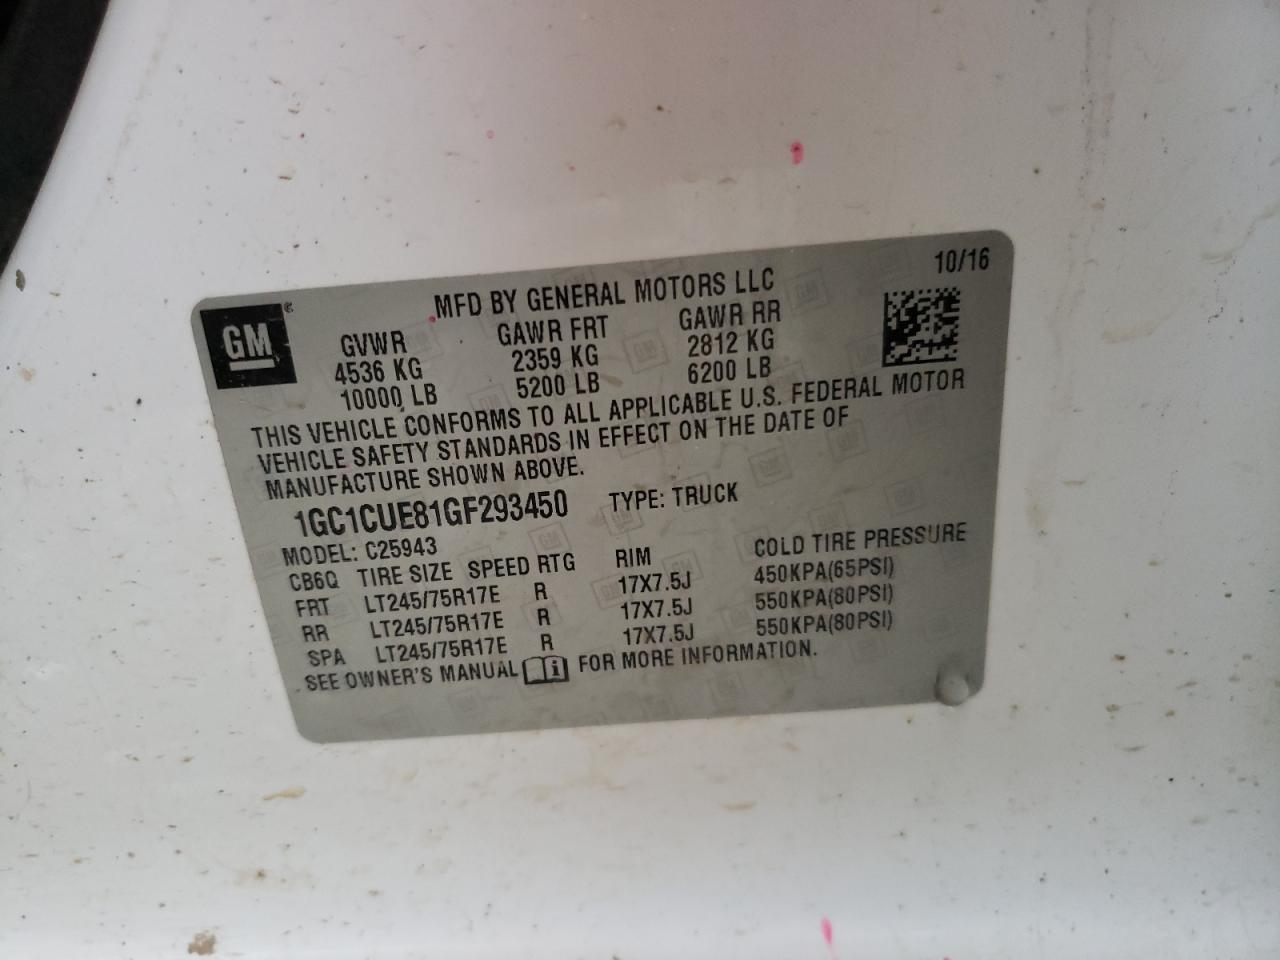 10/16
MFD BY GENERAL MOTORS LLC
GM
GVWR GAWR FRT GAWR RR
4536 KG 2359 KG 2812 KG
10000 LB 5200 LB 6200 LB
THIS VEHICLE CONFORMS TO ALL APPLICABLE U.S. FEDERAL MOTOR
VEHICLE SAFETY STANDARDS IN EFFECT ON THE DATE OF
MANUFACTURE SHOWN ABOVE.
1GC1CUE81GF293450 TYPE: TRUCK
MODEL: C25943
CB6Q TIRE SIZE SPEED RTG RIM COLD TIRE PRESSURE
FRT LT245/75R17E R 17X7.5J 450KPA(65PSI)
RR LT245/75R17E R 17X7.5J 550KPA(80PSI)
SPA LT245/75R17E R 17X7.5J 550KPA(80PSI)
SEE OWNER'S MANUAL i FOR MORE INFORMATION.